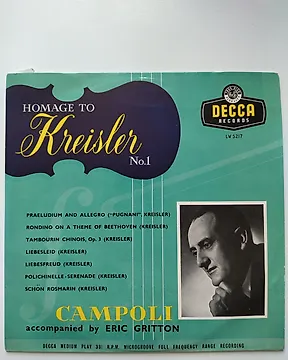 HOMAGE TO
Kreisler
No.1
DECCA
RECORDS
LW 5217
PRAELUDIUM AND ALLEGRO ("PUGNANI" KREISLER)
RONDINO ON A THEME OF BEETHOVEN (KREISLER)
TAMBOURIN CHINOIS, Op. 3 (KREISLER)
LIEBESLEID (KREISLER)
LIEBESFREUD (KREISLER)
POLICHINELLE-SERENADE (KREISLER)
SCHÖN ROSMARIN (KREISLER)
CAMPOLI
accompanied by ERIC GRITTON
DECCA MEDIUM PLAY 33⅓ R.P.M. MICROGROOVE FULL FREQUENCY RANGE RECORDING